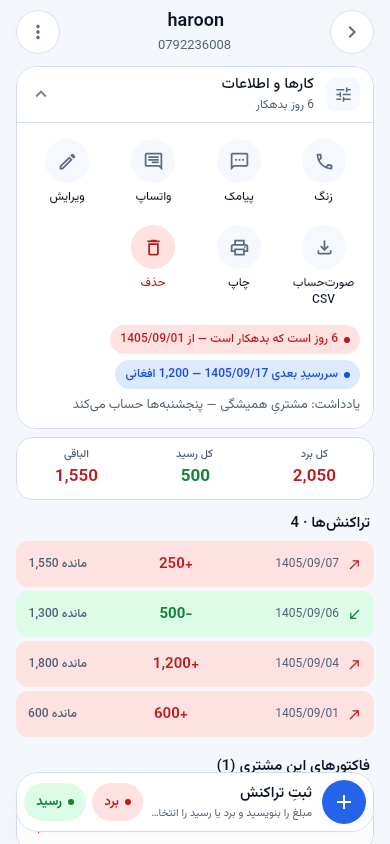 haroon
0792236008
کارها و اطلاعات
6 روز بدهکار
زنگ
پیامک
واتساپ
ویرایش
صورت‌حساب CSV
چاپ
حذف
6 روز است که بدهکار است — از 1405/09/01
سررسیدِ بعدی 1405/09/17 — 1,200 افغانی
یادداشت: مشتریِ همیشگی — پنجشنبه‌ها حساب می‌کند
کل برد
کل رسید
الباقی
2,050
500
1,550
تراکنش‌ها · 4
1405/09/07 +250 مانده 1,550
1405/09/06 −500 مانده 1,300
1405/09/04 +1,200 مانده 1,800
1405/09/01 +600 مانده 600
فاکتورهای این مشتری (1)
ثبتِ تراکنش
مبلغ را بنویسید و برد یا رسید را انتخا...
برد
رسید